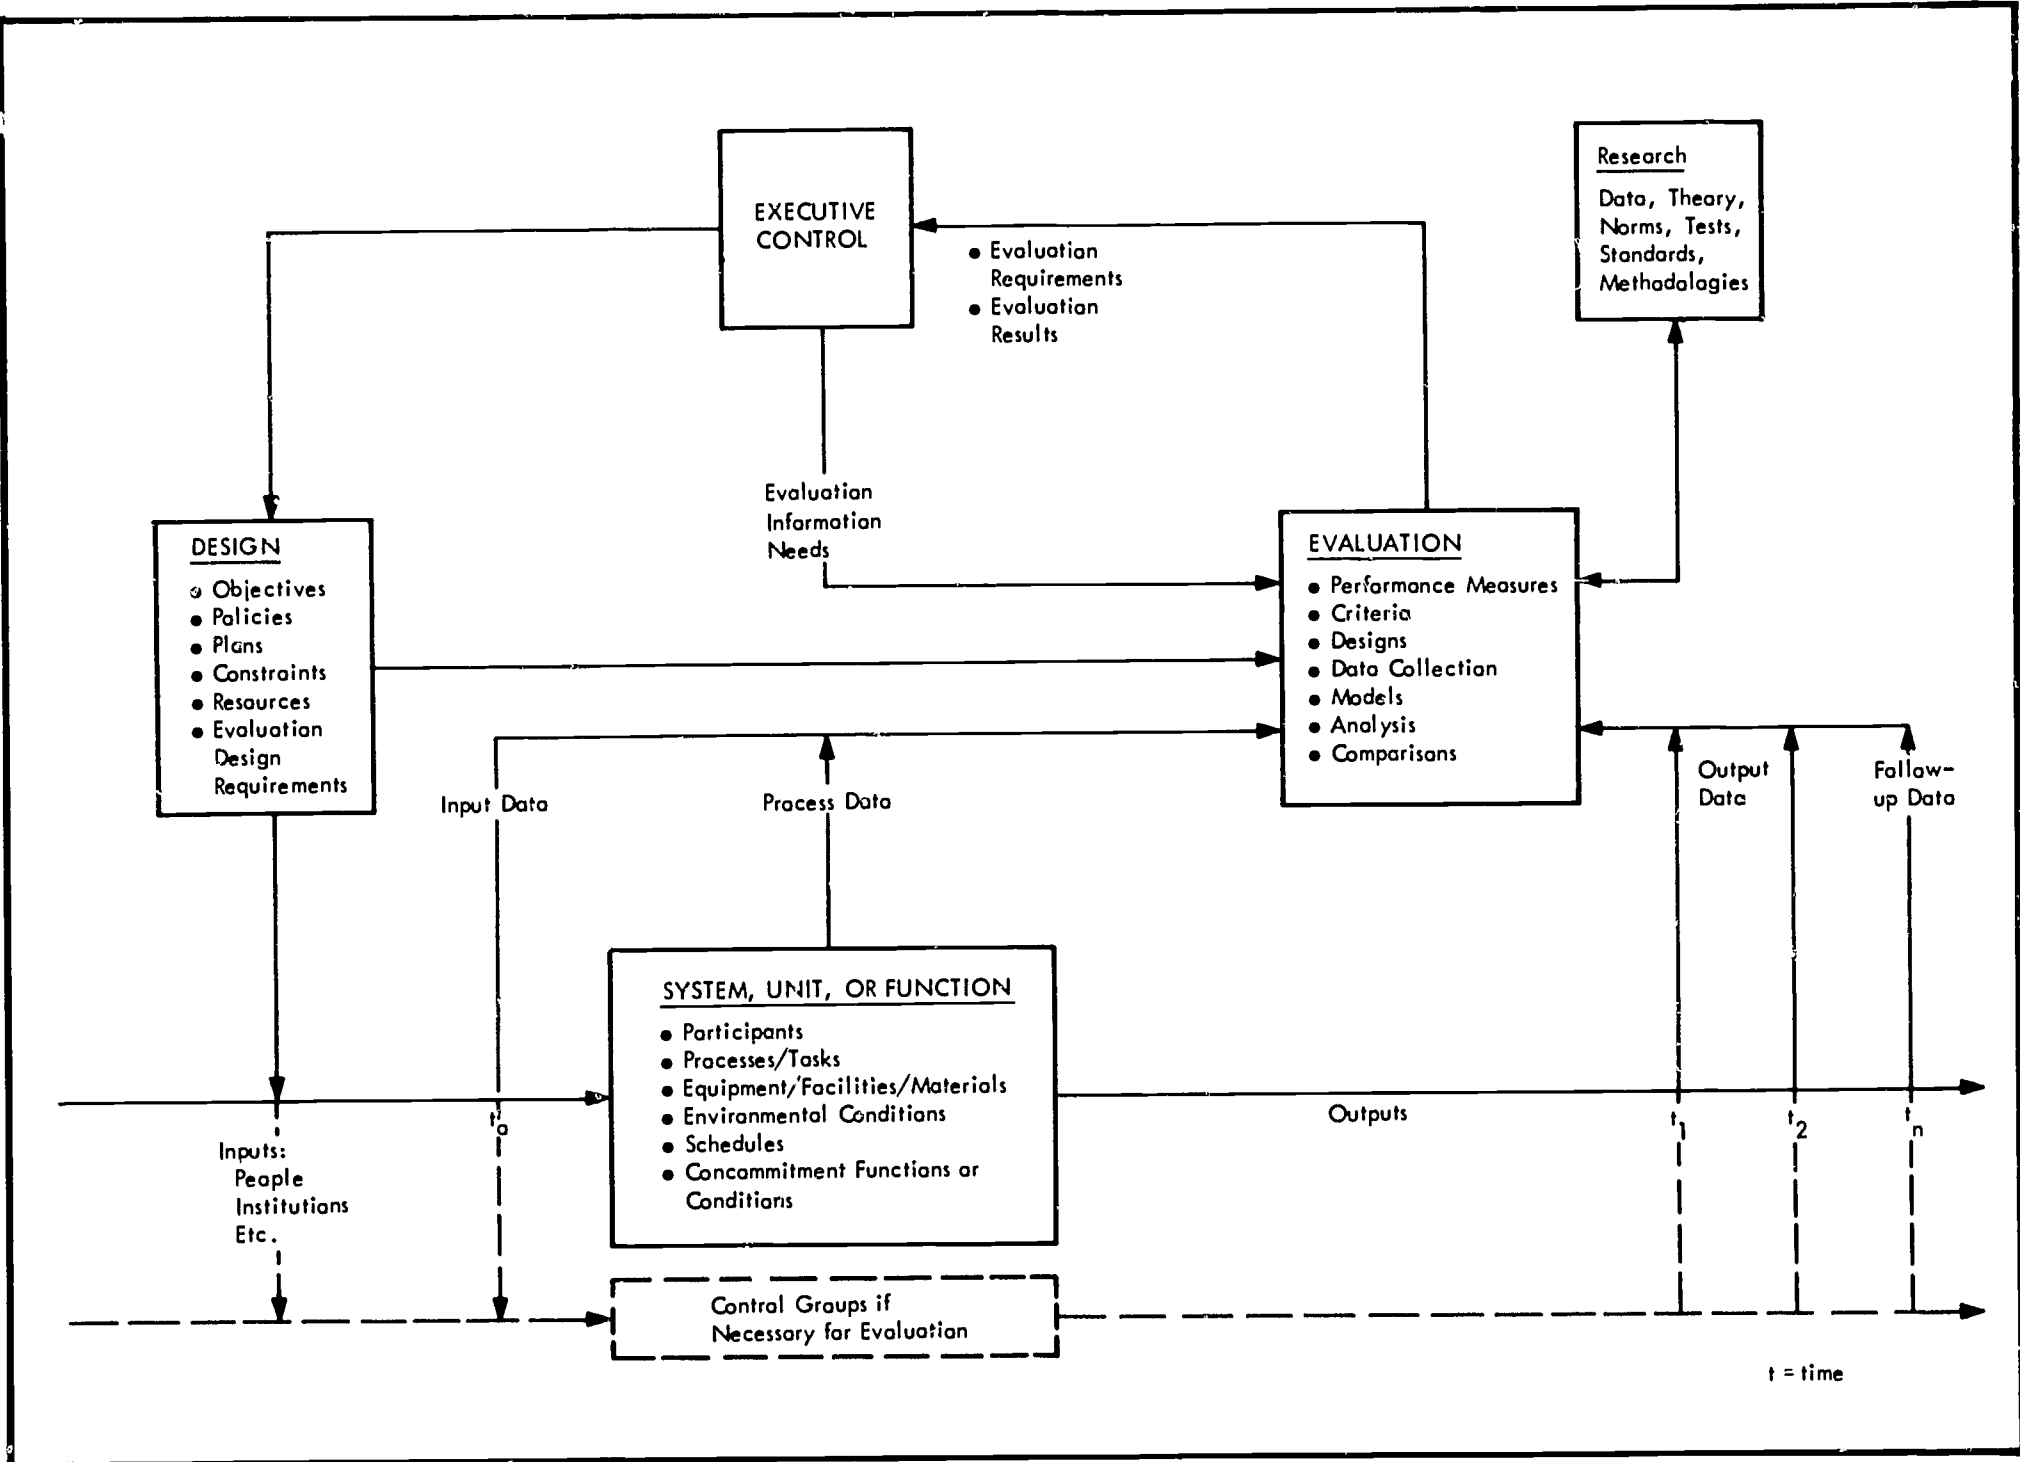 EXECUTIVE
CONTROL
Research
Data, Theory,
Norms, Tests,
Standards,
Methadalagies
● Evaluation
Requirements
● Evaluation
Results
Evaluation
Information
Needs
DESIGN
● Objectives
● Policies
● Plans
● Constraints
● Resources
● Evaluation
Design
Requirements
EVALUATION
● Performance Measures
● Criteria
● Designs
● Data Collection
● Models
● Analysis
● Comparisons
Input Data
Process Data
Output
Data
Follow-
up Data
SYSTEM, UNIT, OR FUNCTION
● Participants
● Processes/Tasks
● Equipment/Facilities/Materials
● Environmental Conditions
● Schedules
● Concommitment Functions or
Conditions
Inputs:
People
Institutions
Etc.
t₀
Outputs
t₁
t₂
tₙ
Control Groups if
Necessary for Evaluation
t = time